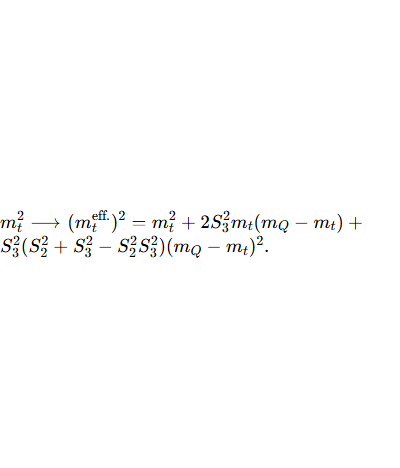 $m_t^2 \longrightarrow (m_t^{\text{eff.}})^2 = m_t^2 + 2S_3^2 m_t(m_Q - m_t) +$
$S_3^2(S_2^2 + S_3^2 - S_2^2 S_3^2)(m_Q - m_t)^2.$